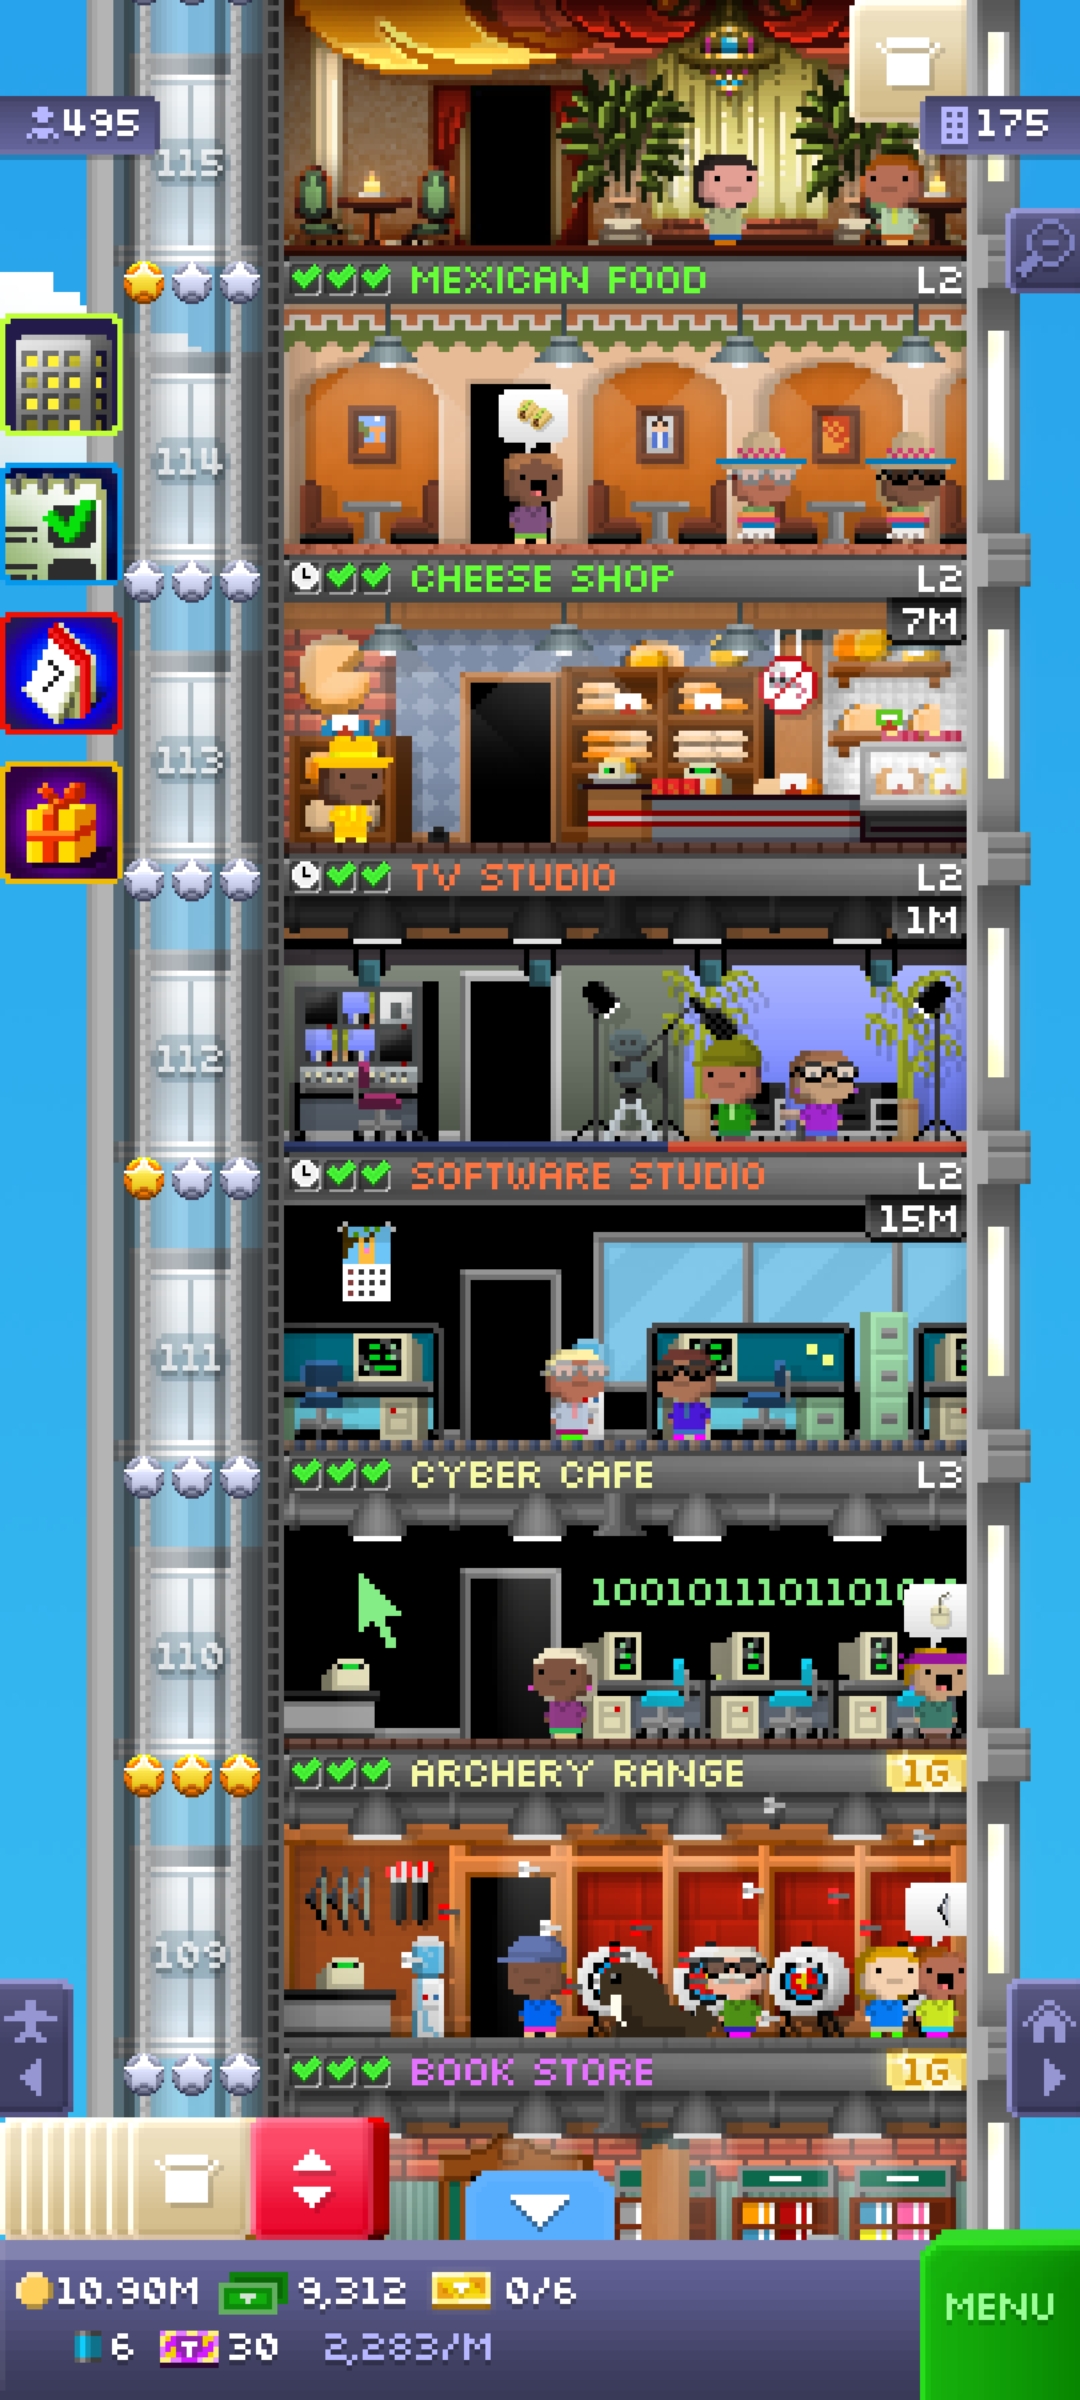 495
175
115
MEXICAN FOOD L2
114
CHEESE SHOP L2
7M
113
TV STUDIO L2
1M
112
SOFTWARE STUDIO L2
15M
111
CYBER CAFE L3
1001011101101011
110
ARCHERY RANGE 1G
109
BOOK STORE 1G
10.90M 9,312 0/6
6 T 30 2,283/M
MENU